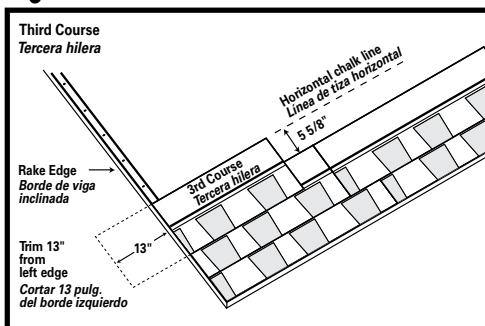 Third Course
Tercera hilera
Horizontal chalk line
Línea de tiza horizontal
5 5/8"
3rd Course
Tercera hilera
Rake Edge
Borde de viga
inclinada
13"
Trim 13"
from
left edge
Cortar 13 pulg.
del borde izquierdo